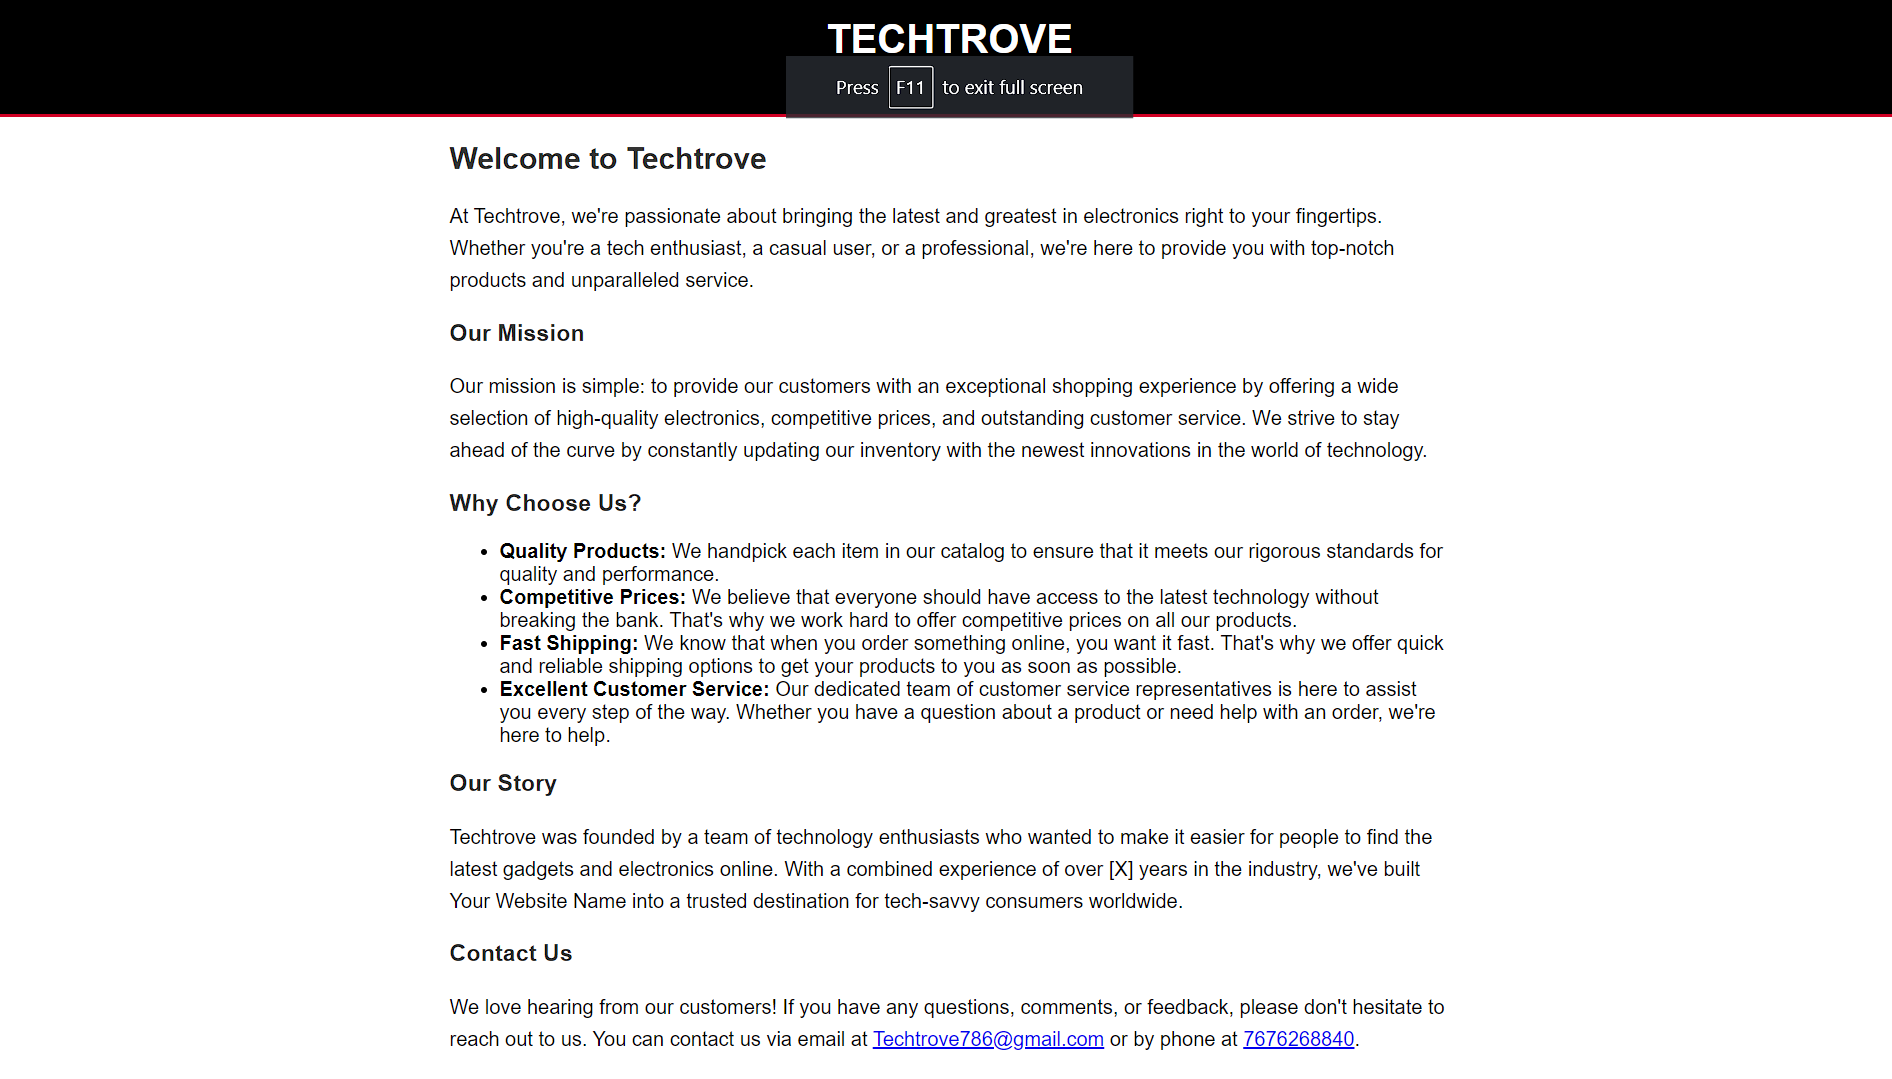 TECHTROVE
Press F11 to exit full screen
Welcome to Techtrove
At Techtrove, we're passionate about bringing the latest and greatest in electronics right to your fingertips.
Whether you're a tech enthusiast, a casual user, or a professional, we're here to provide you with top-notch
products and unparalleled service.
Our Mission
Our mission is simple: to provide our customers with an exceptional shopping experience by offering a wide
selection of high-quality electronics, competitive prices, and outstanding customer service. We strive to stay
ahead of the curve by constantly updating our inventory with the newest innovations in the world of technology.
Why Choose Us?
• Quality Products: We handpick each item in our catalog to ensure that it meets our rigorous standards for
quality and performance.
• Competitive Prices: We believe that everyone should have access to the latest technology without
breaking the bank. That's why we work hard to offer competitive prices on all our products.
• Fast Shipping: We know that when you order something online, you want it fast. That's why we offer quick
and reliable shipping options to get your products to you as soon as possible.
• Excellent Customer Service: Our dedicated team of customer service representatives is here to assist
you every step of the way. Whether you have a question about a product or need help with an order, we're
here to help.
Our Story
Techtrove was founded by a team of technology enthusiasts who wanted to make it easier for people to find the
latest gadgets and electronics online. With a combined experience of over [X] years in the industry, we've built
Your Website Name into a trusted destination for tech-savvy consumers worldwide.
Contact Us
We love hearing from our customers! If you have any questions, comments, or feedback, please don't hesitate to
reach out to us. You can contact us via email at Techtrove786@gmail.com or by phone at 7676268840.